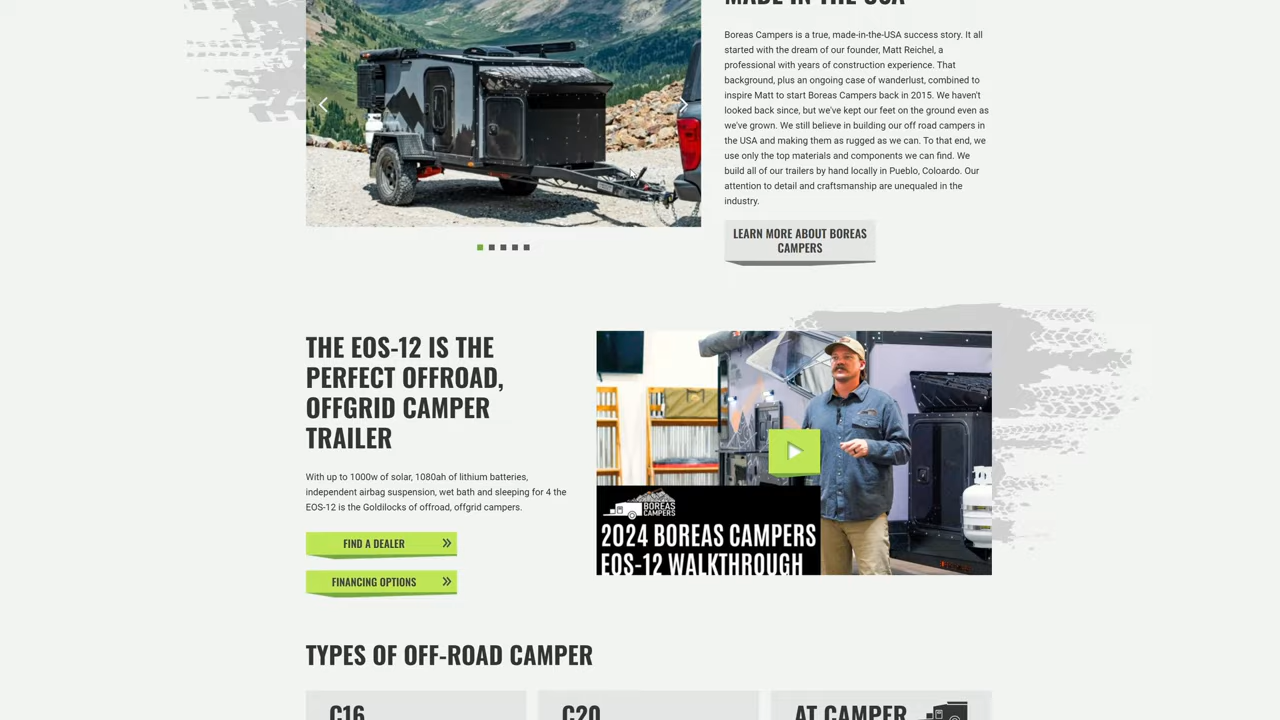 MADE IN THE USA
Boreas Campers is a true, made-in-the-USA success story. It all
started with the dream of our founder, Matt Reichel, a
professional with years of construction experience. That
background, plus an ongoing case of wanderlust, combined to
inspire Matt to start Boreas Campers back in 2015. We haven't
looked back since, but we've kept our feet on the ground even as
we've grown. We still believe in building our off road campers in
the USA and making them as rugged as we can. To that end, we
use only the top materials and components we can find. We
build all of our trailers by hand locally in Pueblo, Coloardo. Our
attention to detail and craftsmanship are unequaled in the
industry.
LEARN MORE ABOUT BOREAS
CAMPERS
THE EOS-12 IS THE
PERFECT OFFROAD,
OFFGRID CAMPER
TRAILER
With up to 1000w of solar, 1080ah of lithium batteries,
independent airbag suspension, wet bath and sleeping for 4 the
EOS-12 is the Goldilocks of offroad, offgrid campers.
FIND A DEALER
FINANCING OPTIONS
BOREAS
CAMPERS
2024 BOREAS CAMPERS
EOS-12 WALKTHROUGH
TYPES OF OFF-ROAD CAMPER
C16
C20
AT CAMPER